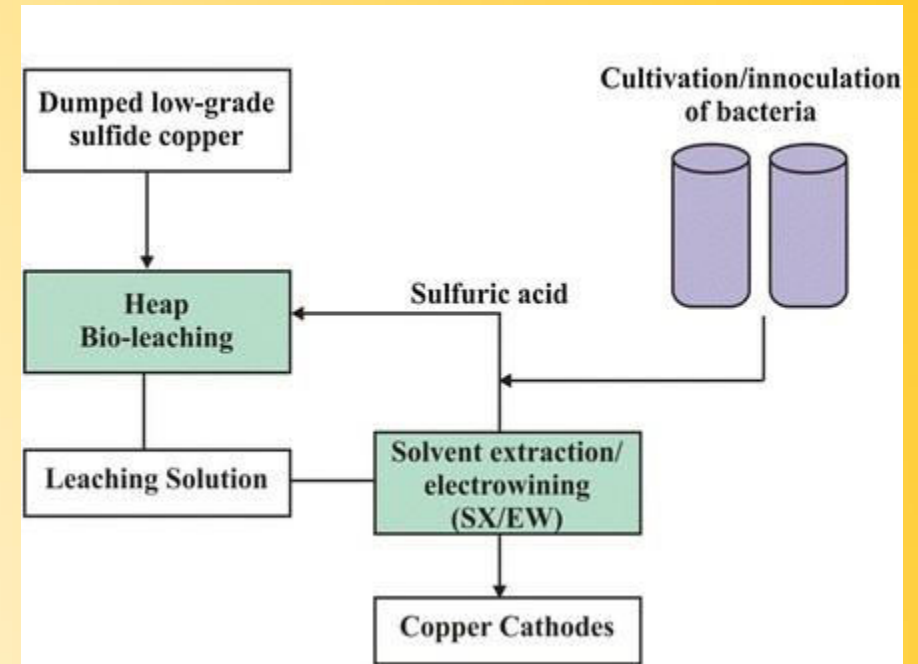 Cultivation/innoculation
of bacteria
Dumped low-grade
sulfide copper
Heap
Bio-leaching
Sulfuric acid
Leaching Solution
Solvent extraction/
electrowining
(SX/EW)
Copper Cathodes